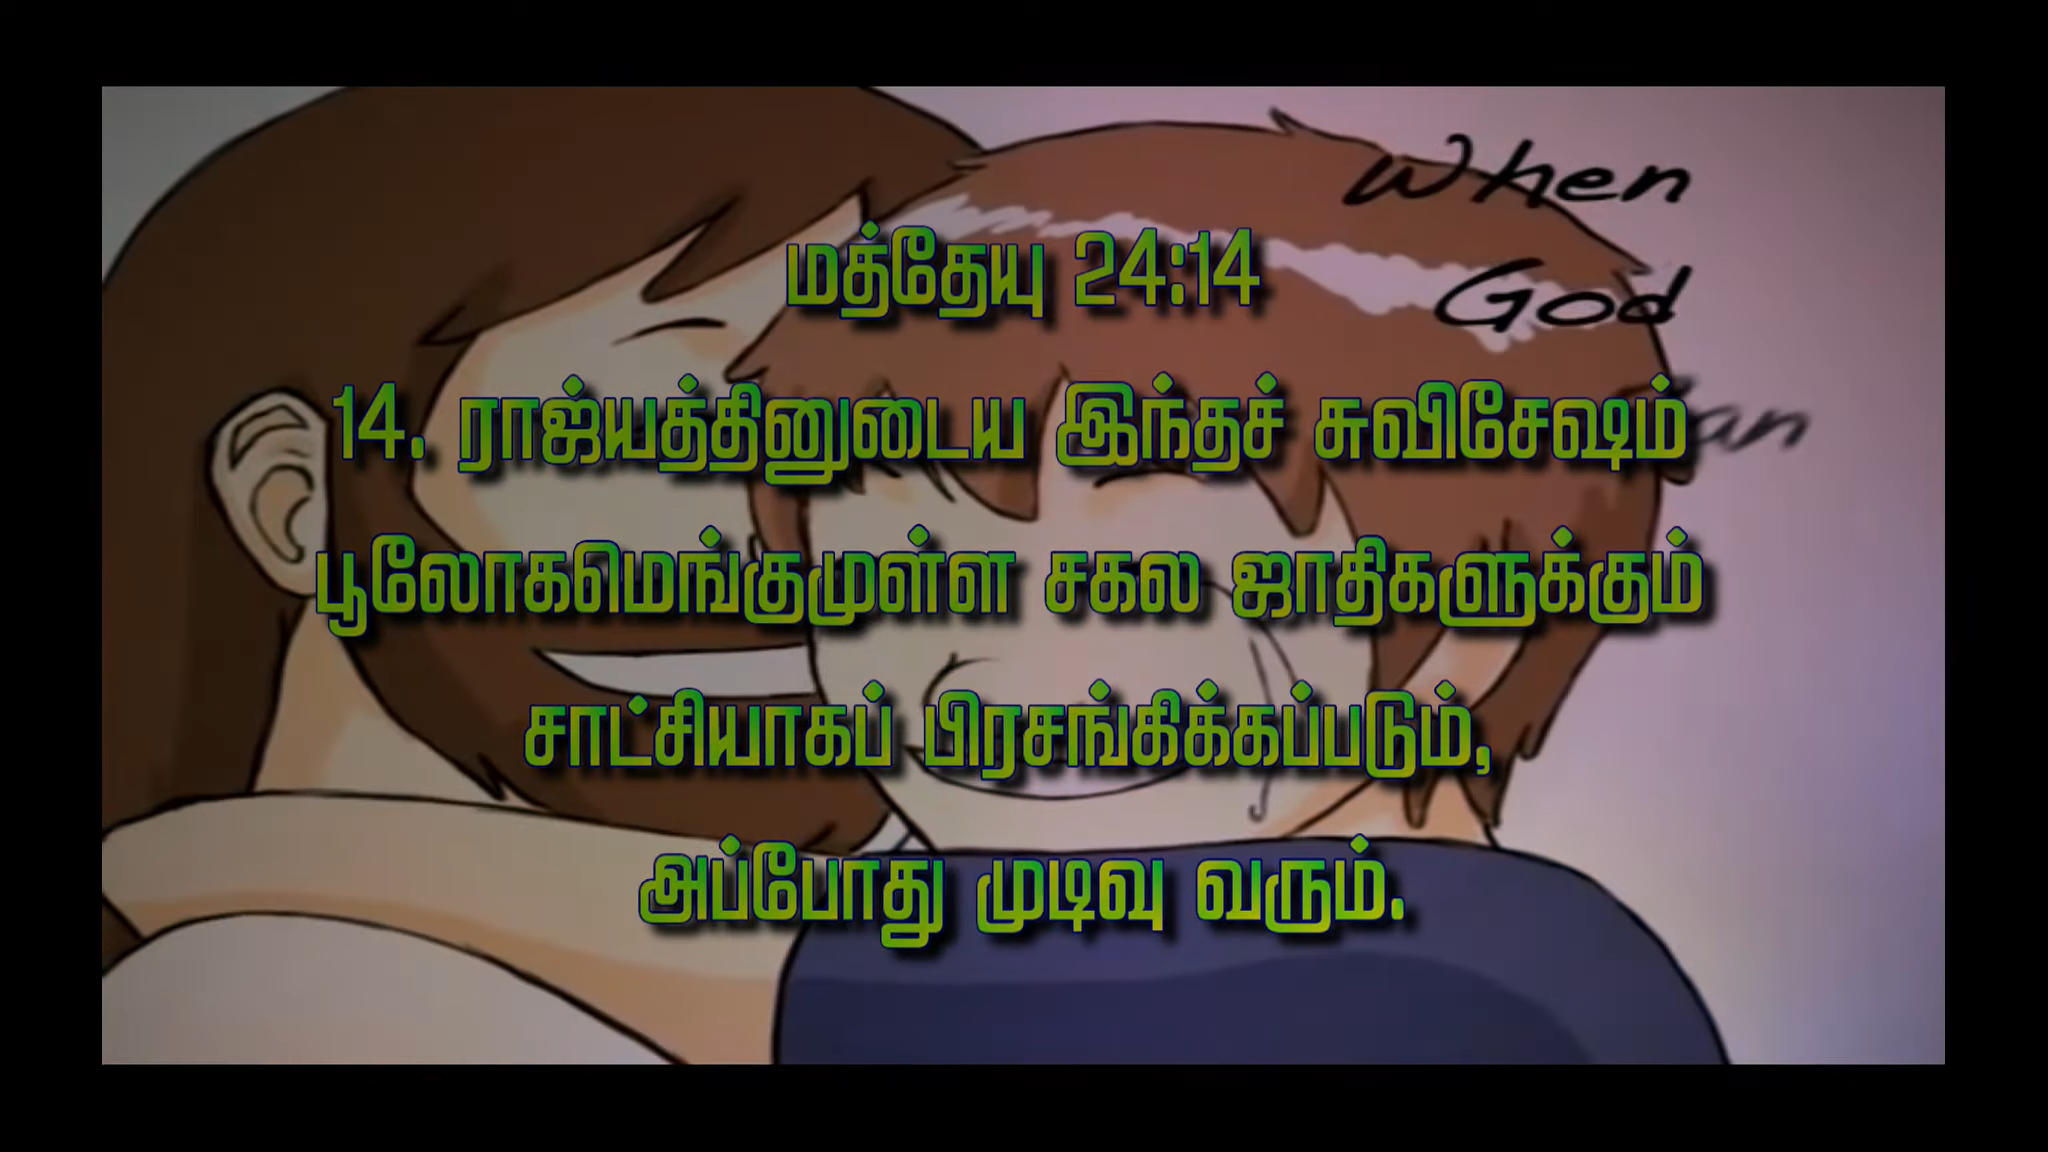 When
God
மத்தேயு 24:14
14. ராஜ்யத்தினுடைய இந்தச் சுவிசேஷம்
பூலோகமெங்குமுள்ள சகல ஜாதிகளுக்கும்
சாட்சியாகப் பிரசங்கிக்கப்படும்,
அப்போது முடிவு வரும்.